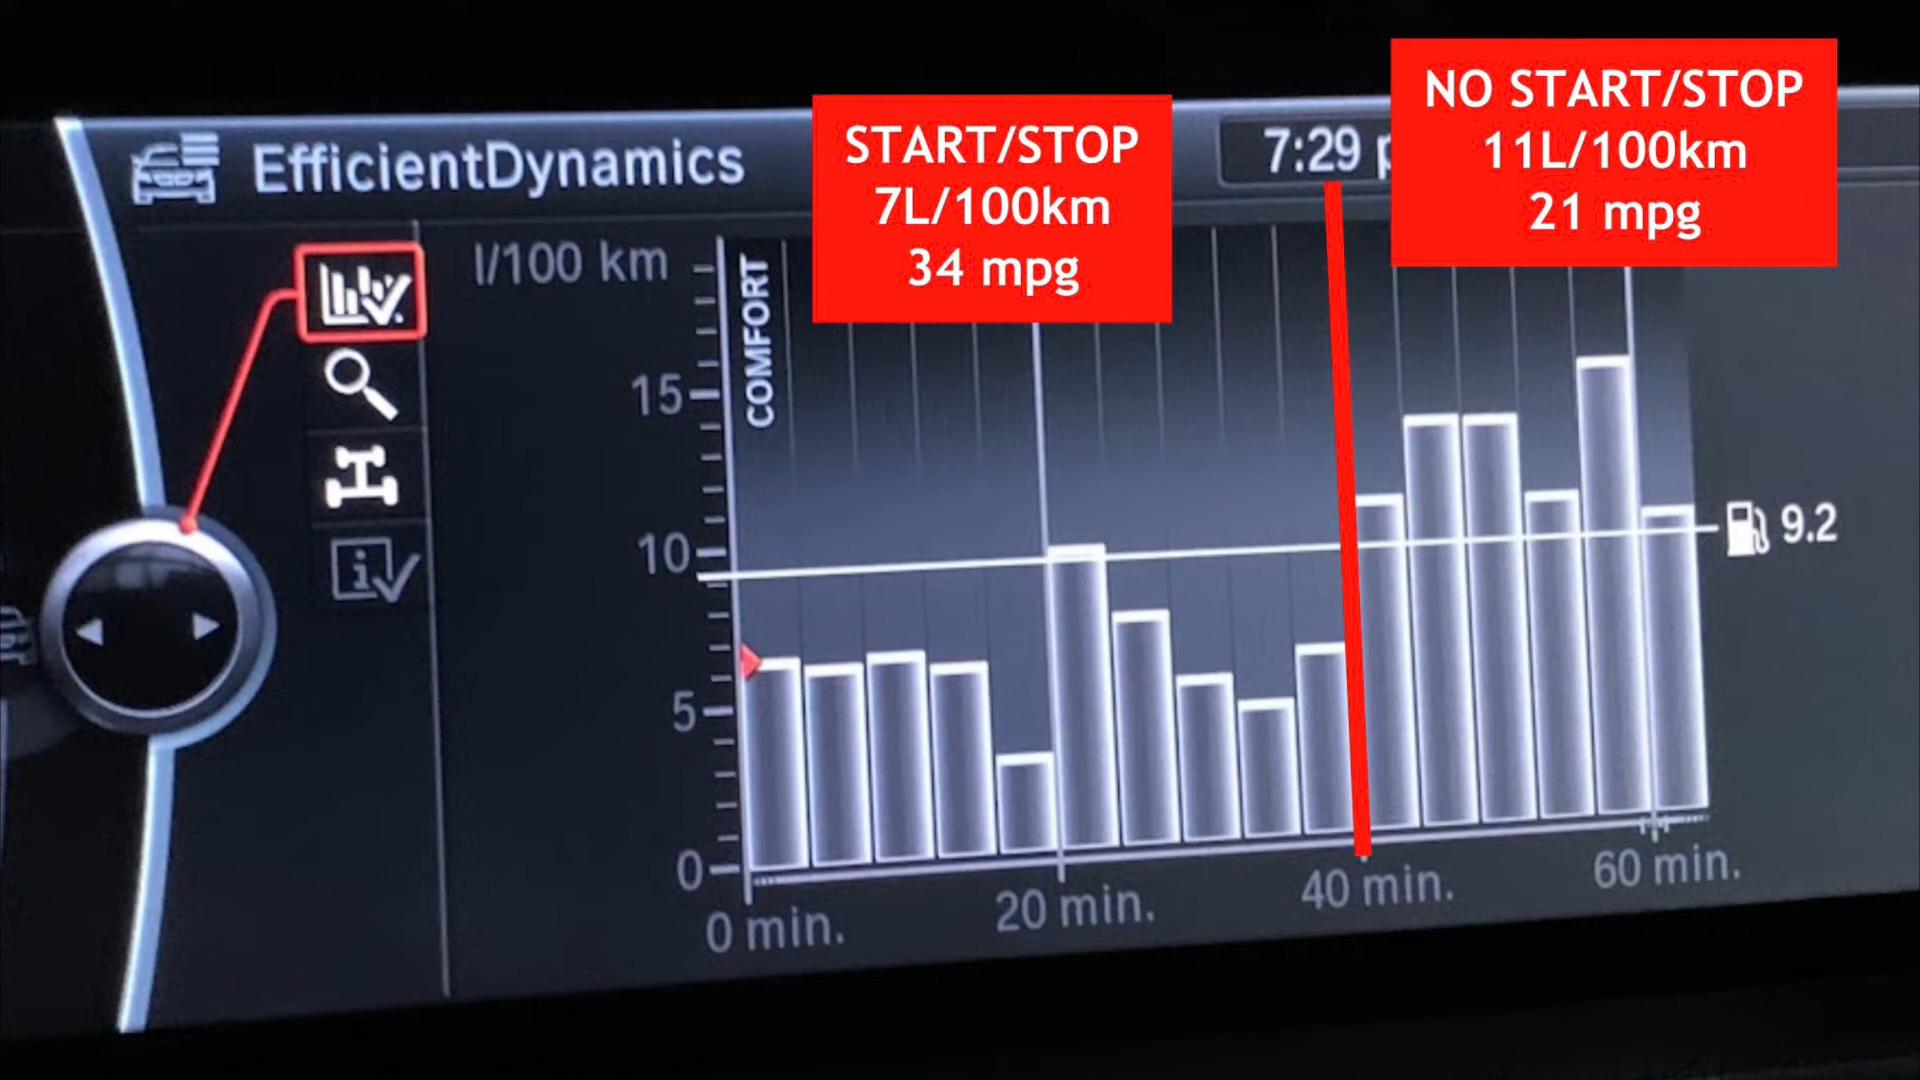 EfficientDynamics
START/STOP
7L/100km
34 mpg
7:29 p
NO START/STOP
11L/100km
21 mpg
l/100 km
COMFORT
15
10
5
0
9.2
0 min.
20 min.
40 min.
60 min.